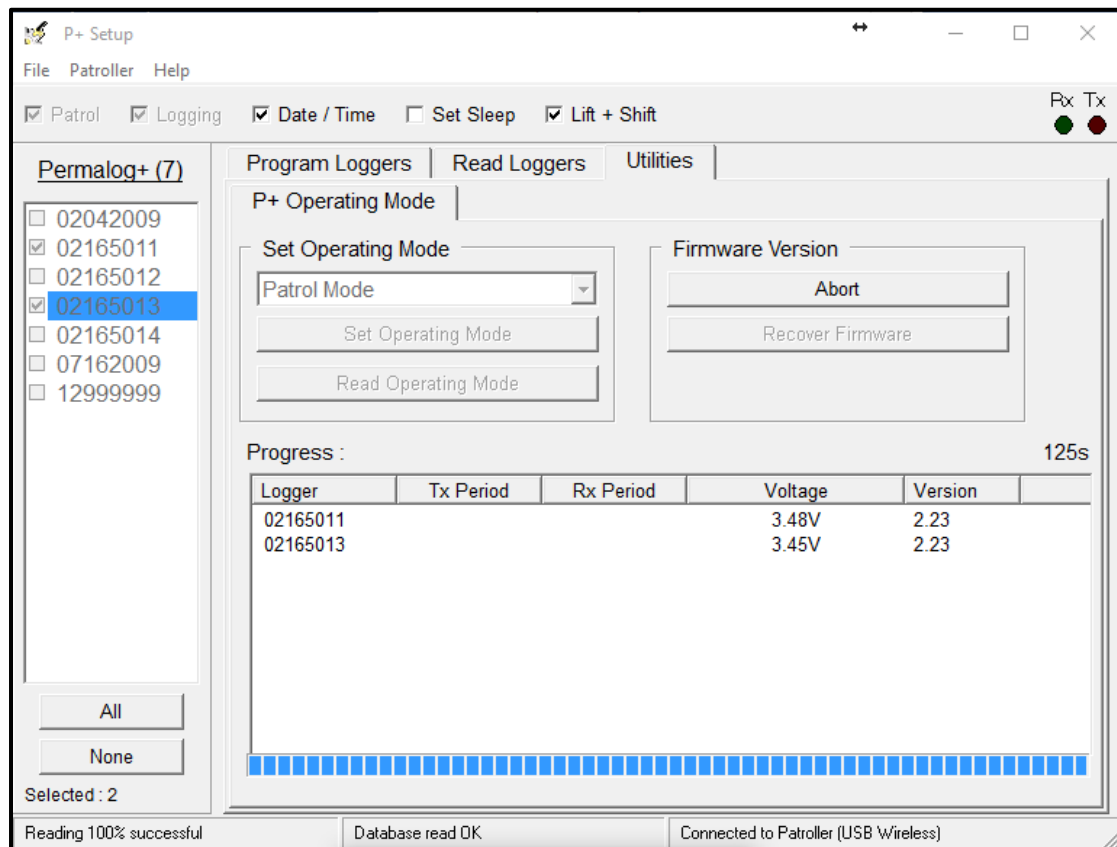 P+ Setup
File Patroller Help
Patrol Logging Date / Time Set Sleep Lift + Shift Rx Tx
Permalog+ (7)
02042009
02165011
02165012
02165013
02165014
07162009
12999999
All
None
Selected : 2
Program Loggers Read Loggers Utilities
P+ Operating Mode
Set Operating Mode
Patrol Mode
Set Operating Mode
Read Operating Mode
Firmware Version
Abort
Recover Firmware
Progress : 125s
Logger Tx Period Rx Period Voltage Version
02165011 3.48V 2.23
02165013 3.45V 2.23
Reading 100% successful Database read OK Connected to Patroller (USB Wireless)